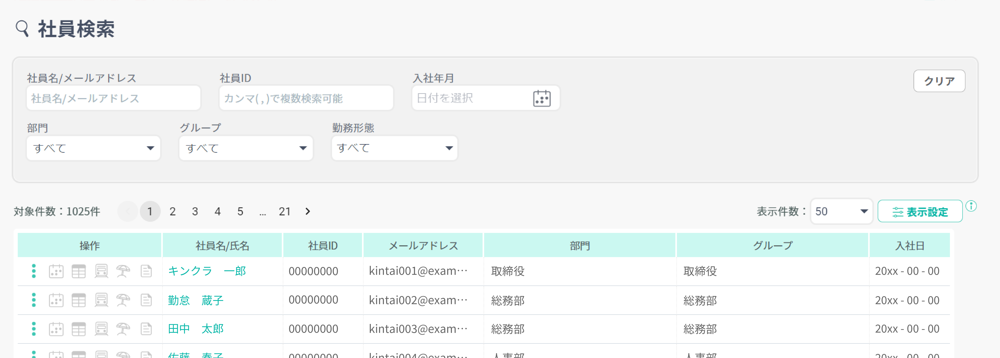 社員検索
社員名/メールアドレス 社員ID 入社年月 クリア
社員名/メールアドレス カンマ( , )で複数検索可能 日付を選択
部門 グループ 勤務形態
すべて すべて すべて
対象件数：1025件 1 2 3 4 5 ... 21 表示件数： 50 表示設定
操作 社員名/氏名 社員ID メールアドレス 部門 グループ 入社日
キンクラ　一郎 00000000 kintai001@exam… 取締役 取締役 20xx - 00 - 00
勤怠　蔵子 00000000 kintai002@exam… 総務部 総務部 20xx - 00 - 00
田中　太郎 00000000 kintai003@exam… 総務部 総務部 20xx - 00 - 00
佐藤 00000000 kintai004@exam… 人事部 人事部 20xx - 00 - 00